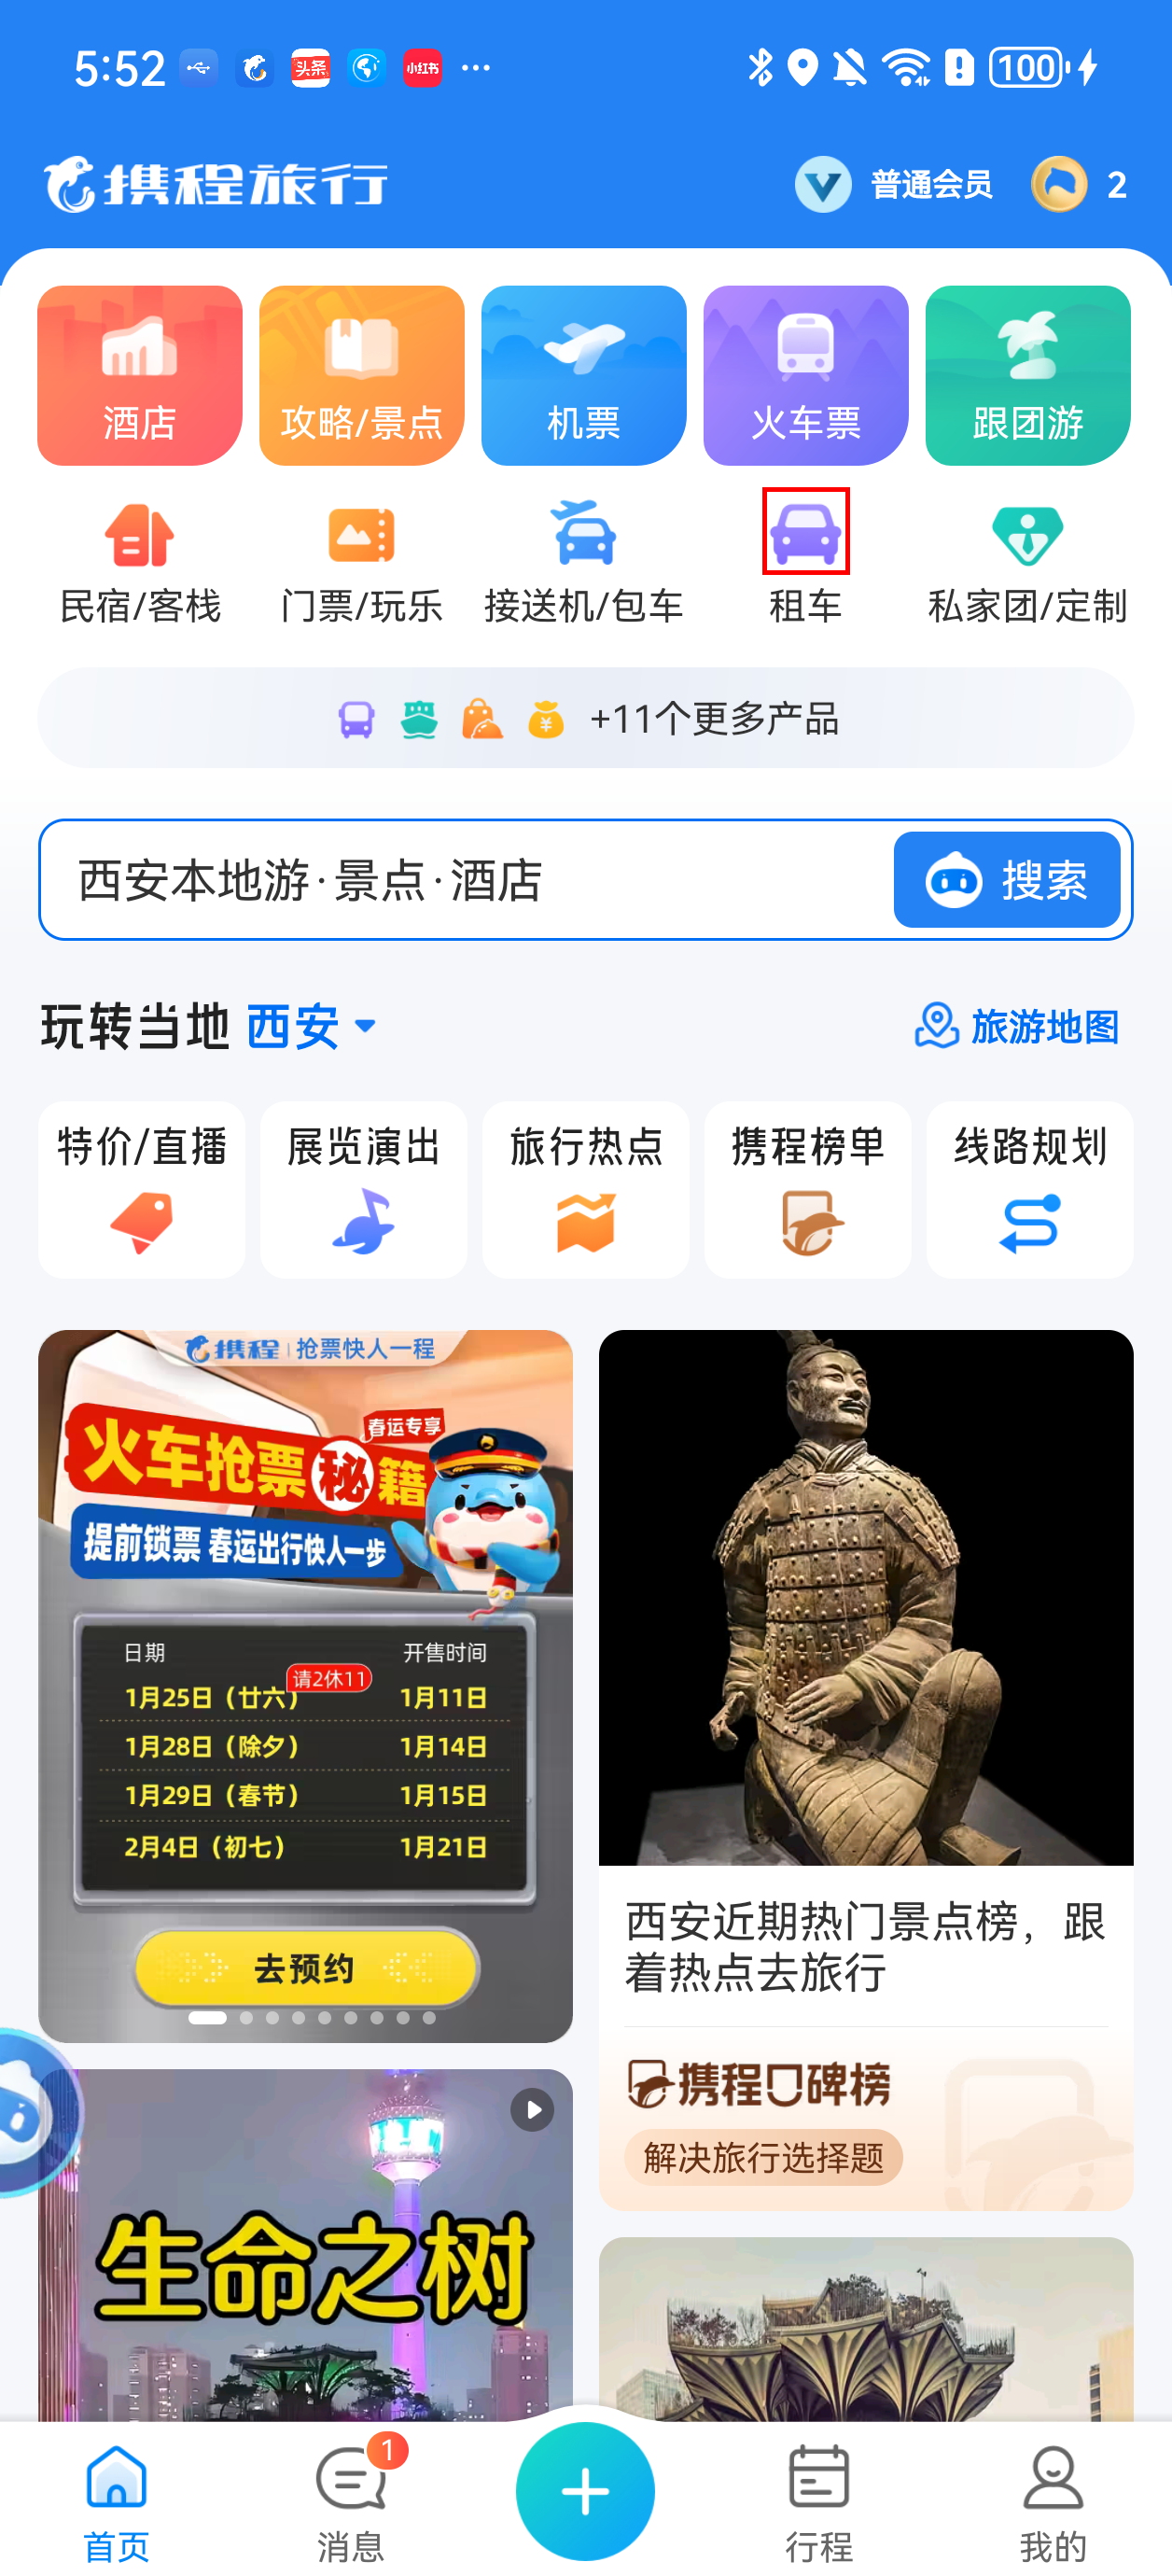 5:52 头条 小红书 ··· 100
携程旅行 普通会员 2
酒店 攻略/景点 机票 火车票 跟团游
民宿/客栈 门票/玩乐 接送机/包车 租车 私家团/定制
+11个更多产品
西安本地游·景点·酒店 搜索
玩转当地 西安 旅游地图
特价/直播 展览演出 旅行热点 携程榜单 线路规划
携程 | 抢票快人一程
春运专享
火车抢票秘籍
提前锁票 春运出行快人一步
日期 开售时间
请2休11
1月25日（廿六） 1月11日
1月28日（除夕） 1月14日
1月29日（春节） 1月15日
2月4日（初七） 1月21日
去预约
西安近期热门景点榜，跟
着热点去旅行
携程口碑榜
解决旅行选择题
生命之树
1
首页 消息 行程 我的